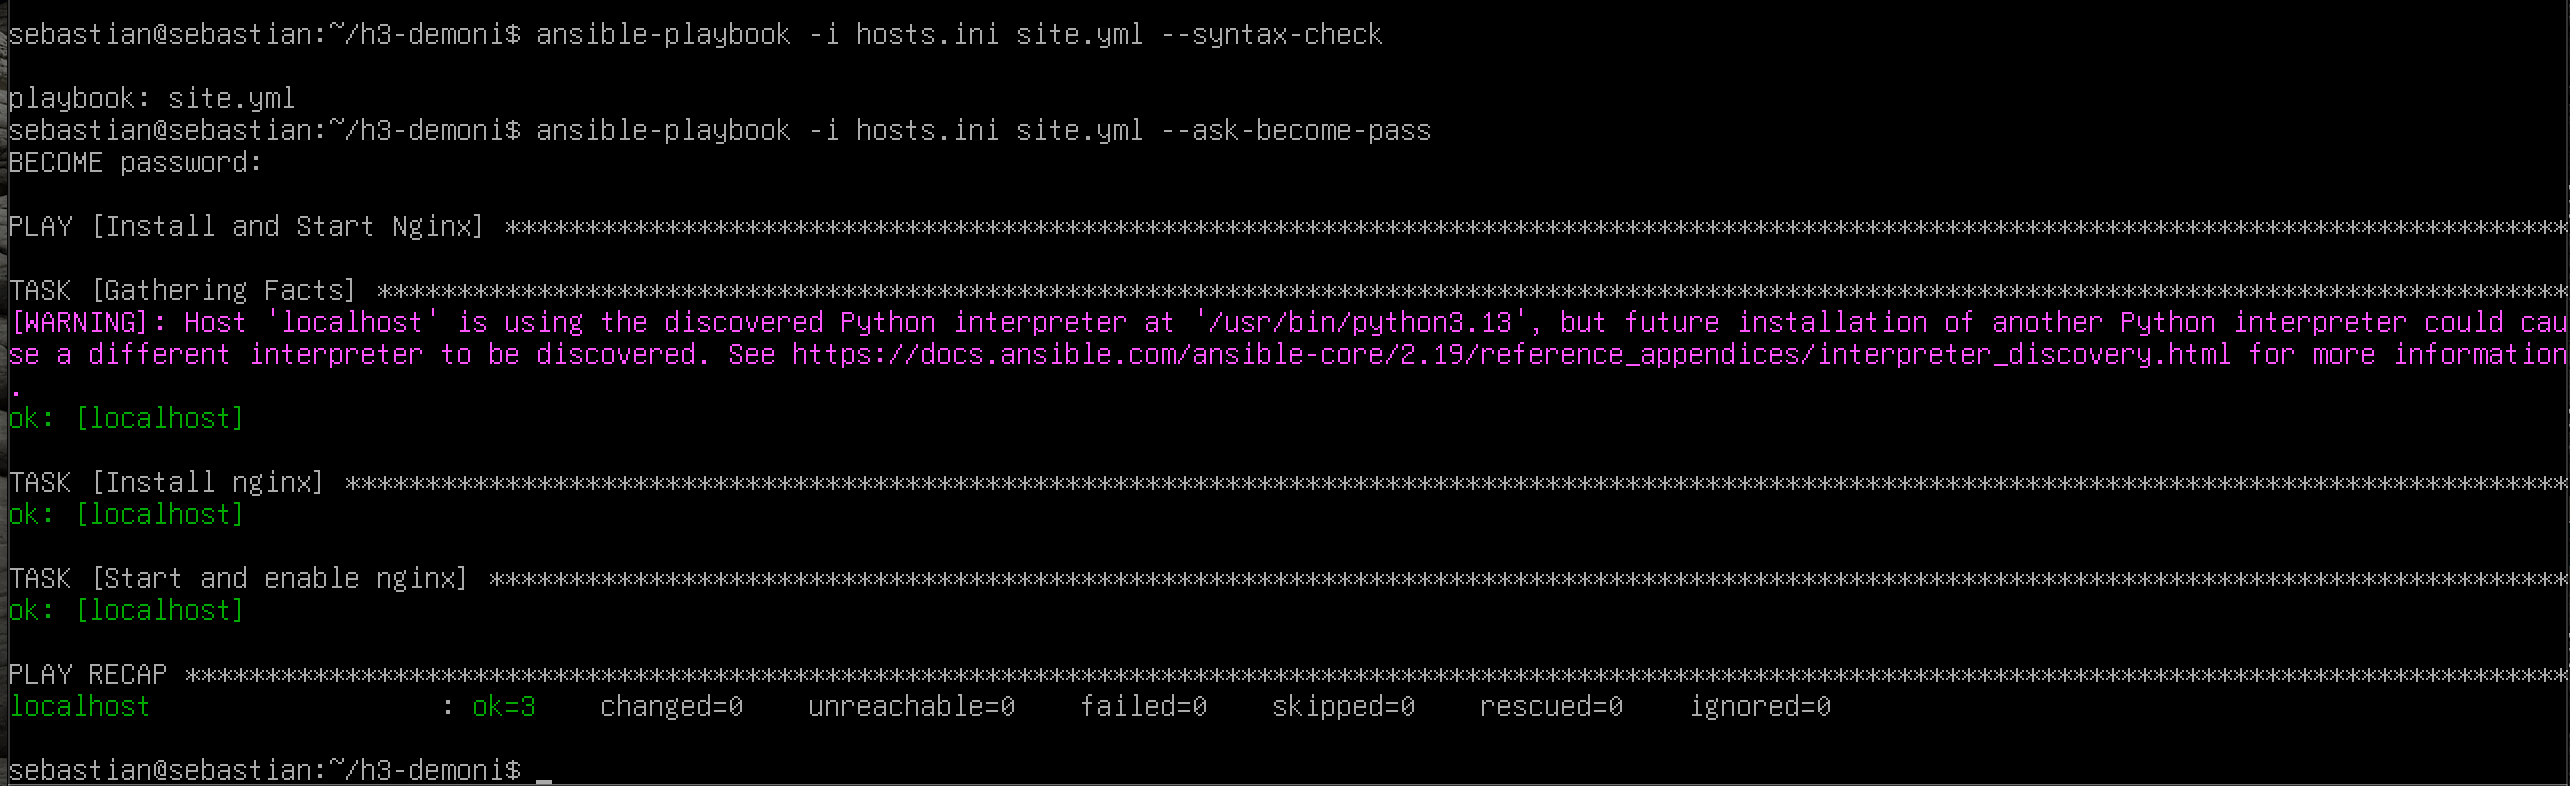 sebastian@sebastian:~/h3-demoni$ ansible-playbook -i hosts.ini site.yml --syntax-check
playbook: site.yml
sebastian@sebastian:~/h3-demoni$ ansible-playbook -i hosts.ini site.yml --ask-become-pass
BECOME password:
PLAY [Install and Start Nginx] *********************************************************************************************************************************
TASK [Gathering Facts] *****************************************************************************************************************************************
[WARNING]: Host 'localhost' is using the discovered Python interpreter at '/usr/bin/python3.13', but future installation of another Python interpreter could cau
se a different interpreter to be discovered. See https://docs.ansible.com/ansible-core/2.19/reference_appendices/interpreter_discovery.html for more information
.
ok: [localhost]
TASK [Install nginx] *******************************************************************************************************************************************
ok: [localhost]
TASK [Start and enable nginx] **********************************************************************************************************************************
ok: [localhost]
PLAY RECAP *****************************************************************************************************************************************************
localhost                  : ok=3    changed=0    unreachable=0    failed=0    skipped=0    rescued=0    ignored=0
sebastian@sebastian:~/h3-demoni$ _